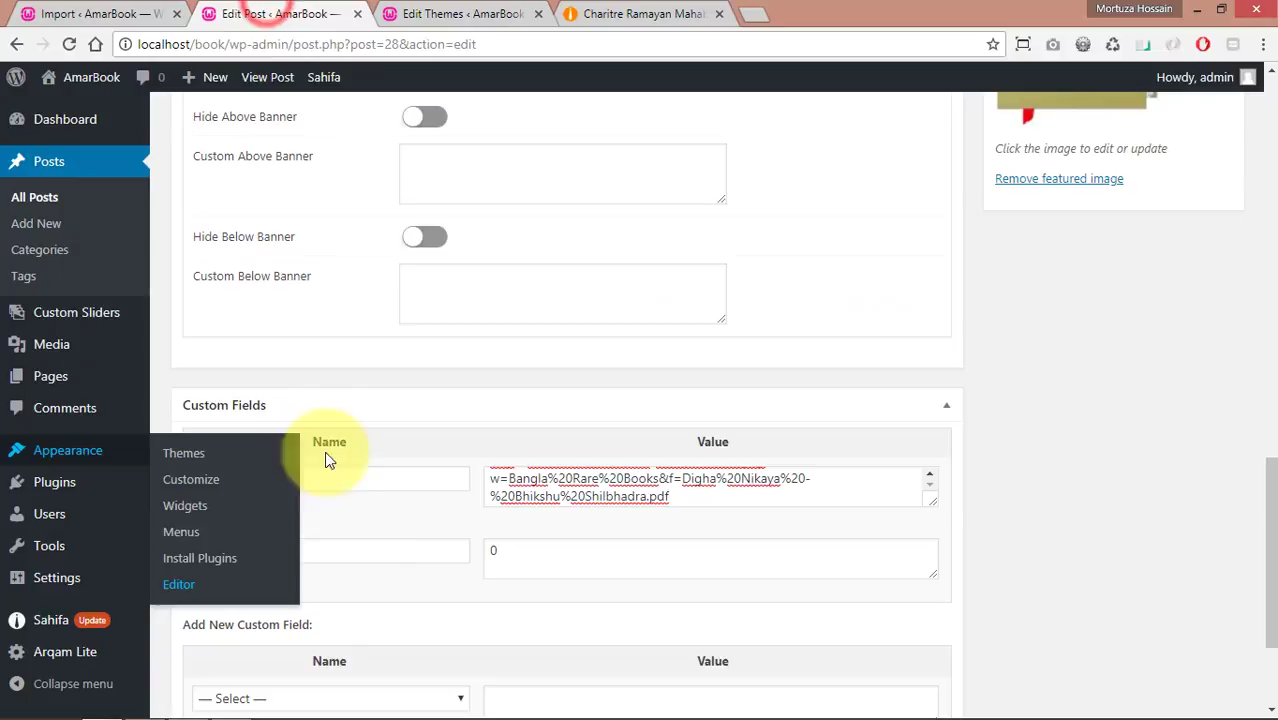 Import ‹ AmarBook — W
Edit Post ‹ AmarBook —
Edit Themes ‹ AmarBook
Charitre Ramayan Mahab
Mortuza Hossain
localhost/book/wp-admin/post.php?post=28&action=edit
AmarBook
0
New
View Post
Sahifa
Howdy, admin
Dashboard
Posts
All Posts
Add New
Categories
Tags
Custom Sliders
Media
Pages
Comments
Appearance
Plugins
Users
Tools
Settings
Sahifa Update
Arqam Lite
Collapse menu
Themes
Customize
Widgets
Menus
Install Plugins
Editor
Hide Above Banner
Custom Above Banner
Hide Below Banner
Custom Below Banner
Custom Fields
Name Value
w=Bangla%20Rare%20Books&f=Digha%20Nikaya%20-
%20Bhikshu%20Shilbhadra.pdf
0
Add New Custom Field:
Name Value
— Select —
Click the image to edit or update
Remove featured image